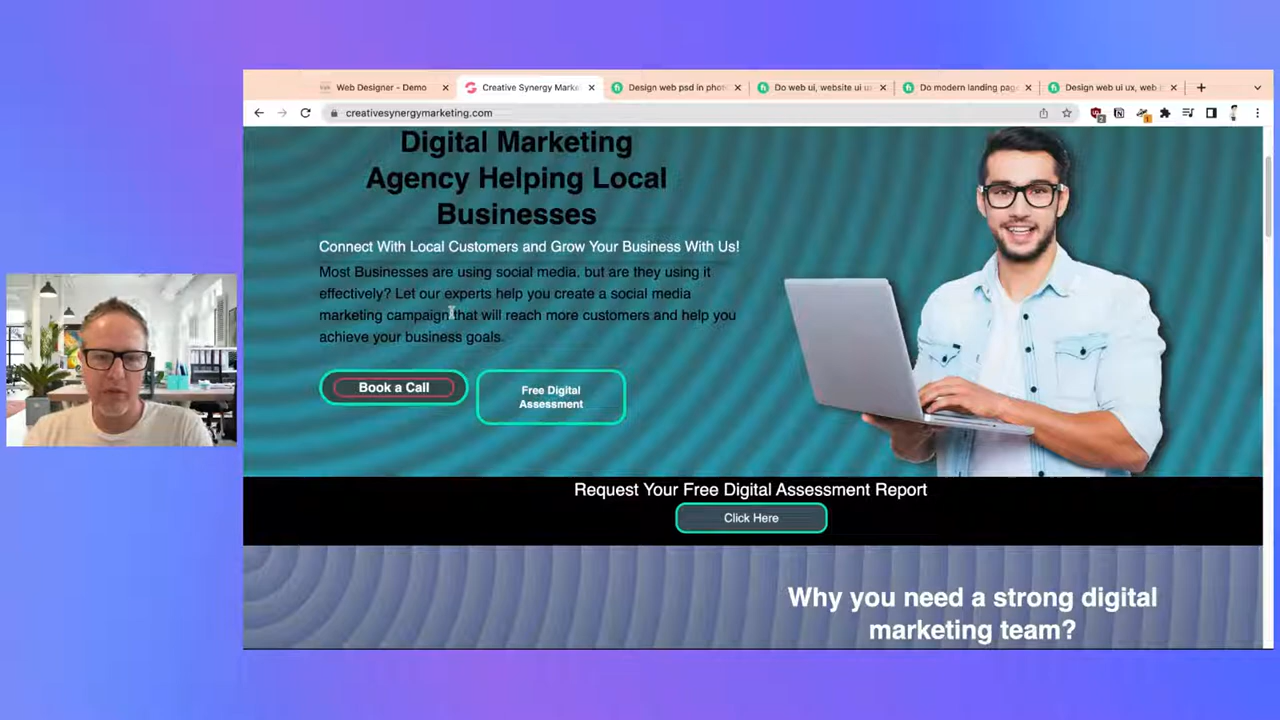 Web Designer - Demo
Creative Synergy Marke
Design web psd in phot
Do web ui, website ui u
Do modern landing pag
Design web ui ux, web
creativesynergymarketing.com
Digital Marketing
Agency Helping Local
Businesses
Connect With Local Customers and Grow Your Business With Us!
Most Businesses are using social media, but are they using it
effectively? Let our experts help you create a social media
marketing campaign that will reach more customers and help you
achieve your business goals.
Book a Call
Free Digital
Assessment
Request Your Free Digital Assessment Report
Click Here
Why you need a strong digital
marketing team?